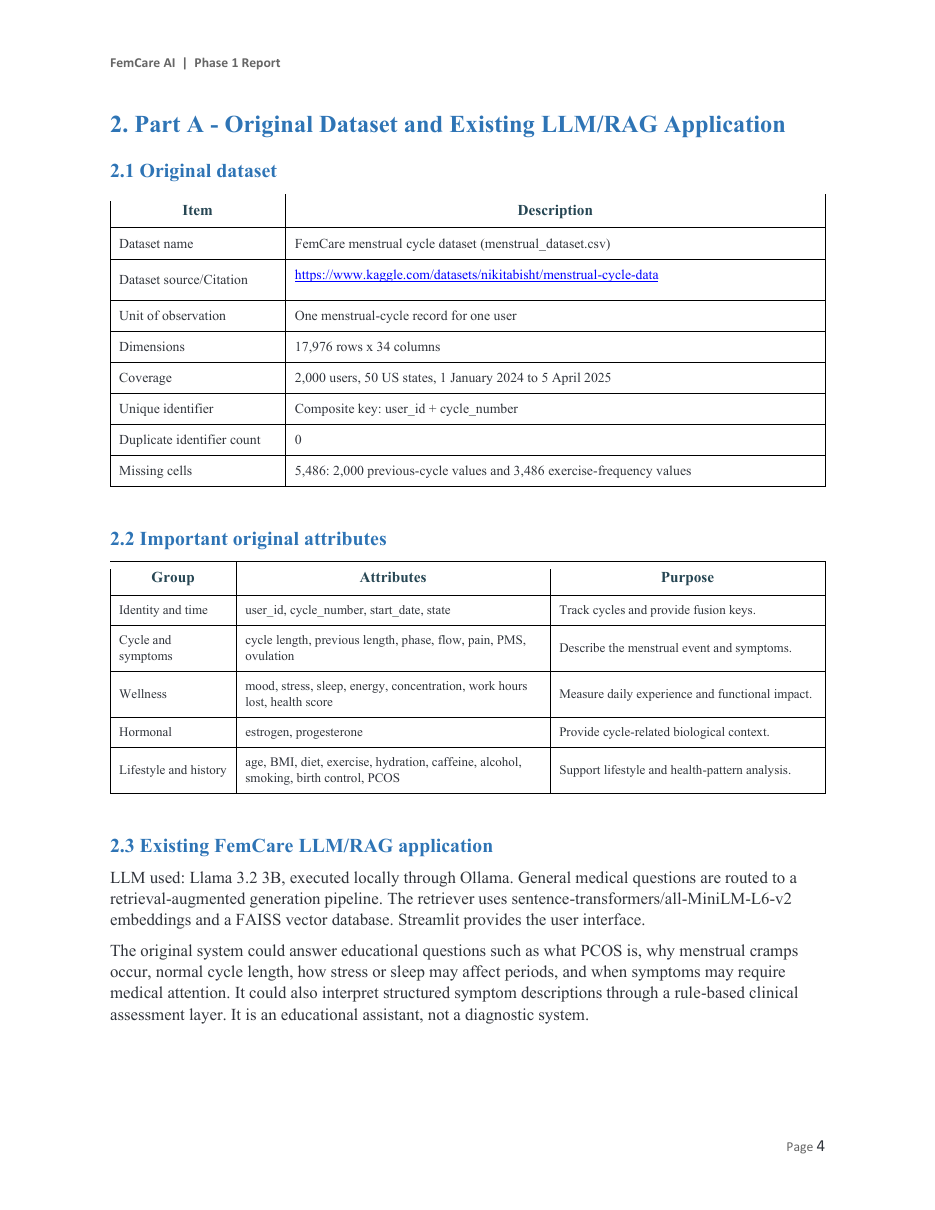 FemCare AI | Phase 1 Report
2. Part A - Original Dataset and Existing LLM/RAG Application
2.1 Original dataset
Item Description
Dataset name FemCare menstrual cycle dataset (menstrual_dataset.csv)
Dataset source/Citation https://www.kaggle.com/datasets/nikitabisht/menstrual-cycle-data
Unit of observation One menstrual-cycle record for one user
Dimensions 17,976 rows x 34 columns
Coverage 2,000 users, 50 US states, 1 January 2024 to 5 April 2025
Unique identifier Composite key: user_id + cycle_number
Duplicate identifier count 0
Missing cells 5,486: 2,000 previous-cycle values and 3,486 exercise-frequency values
2.2 Important original attributes
Group Attributes Purpose
Identity and time user_id, cycle_number, start_date, state Track cycles and provide fusion keys.
Cycle and
symptoms
cycle length, previous length, phase, flow, pain, PMS,
ovulation
Describe the menstrual event and symptoms.
Wellness
mood, stress, sleep, energy, concentration, work hours
lost, health score
Measure daily experience and functional impact.
Hormonal estrogen, progesterone Provide cycle-related biological context.
Lifestyle and history
age, BMI, diet, exercise, hydration, caffeine, alcohol,
smoking, birth control, PCOS
Support lifestyle and health-pattern analysis.
2.3 Existing FemCare LLM/RAG application
LLM used: Llama 3.2 3B, executed locally through Ollama. General medical questions are routed to a
retrieval-augmented generation pipeline. The retriever uses sentence-transformers/all-MiniLM-L6-v2
embeddings and a FAISS vector database. Streamlit provides the user interface.
The original system could answer educational questions such as what PCOS is, why menstrual cramps
occur, normal cycle length, how stress or sleep may affect periods, and when symptoms may require
medical attention. It could also interpret structured symptom descriptions through a rule-based clinical
assessment layer. It is an educational assistant, not a diagnostic system.
Page 4